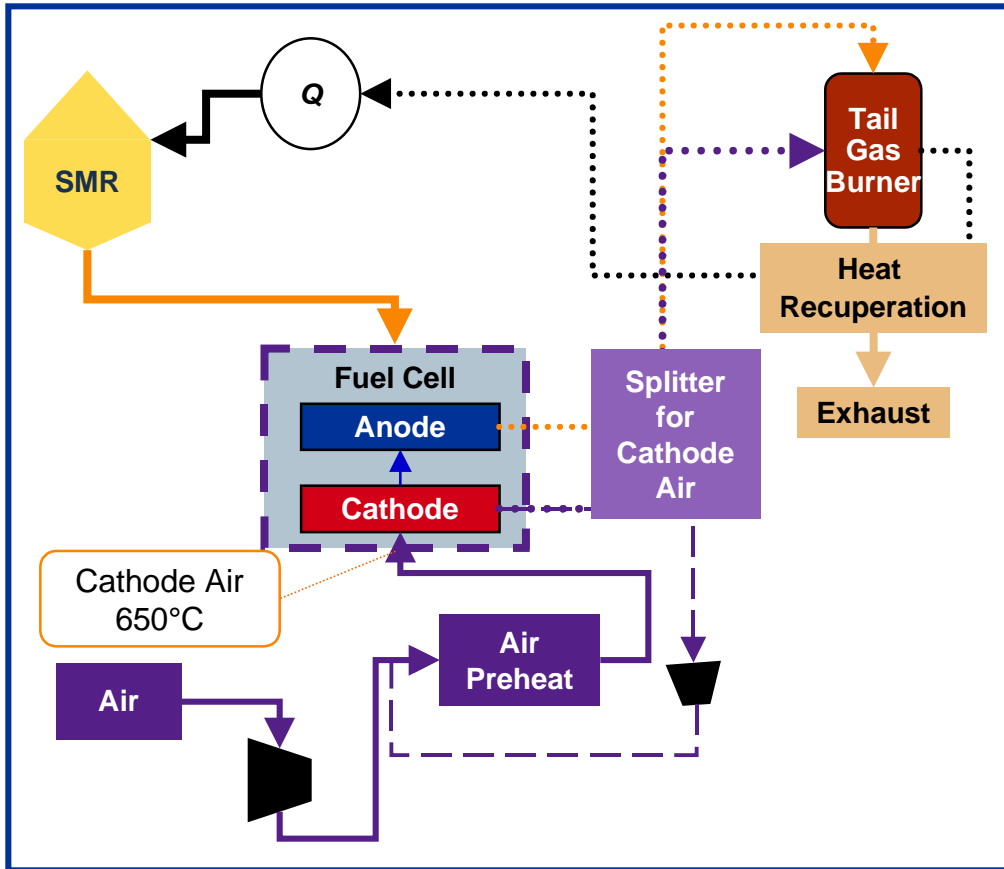 Q
Tail
Gas
Burner
SMR
Heat
Recuperation
Fuel Cell
Splitter
for
Cathode
Air
Exhaust
Anode
Cathode
Cathode Air
650°C
Air
Preheat
Air